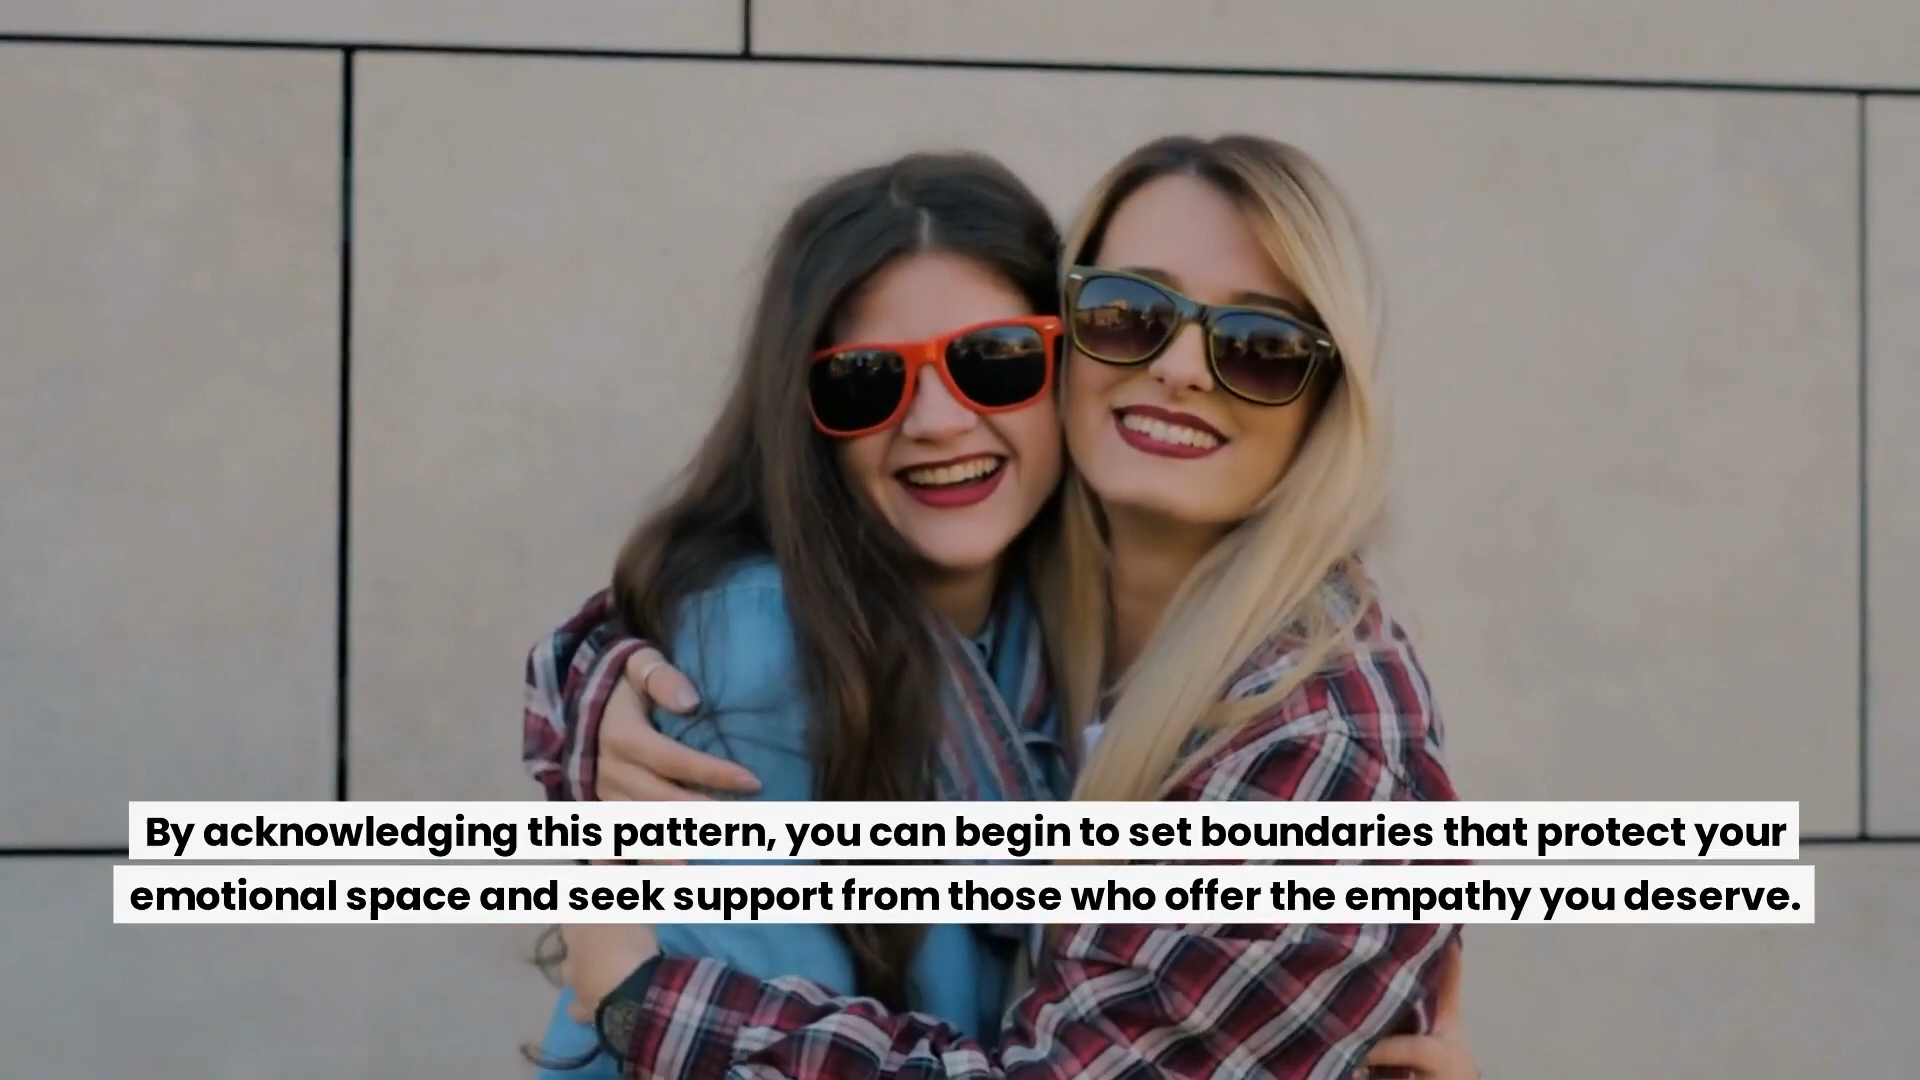 By acknowledging this pattern, you can begin to set boundaries that protect your
emotional space and seek support from those who offer the empathy you deserve.